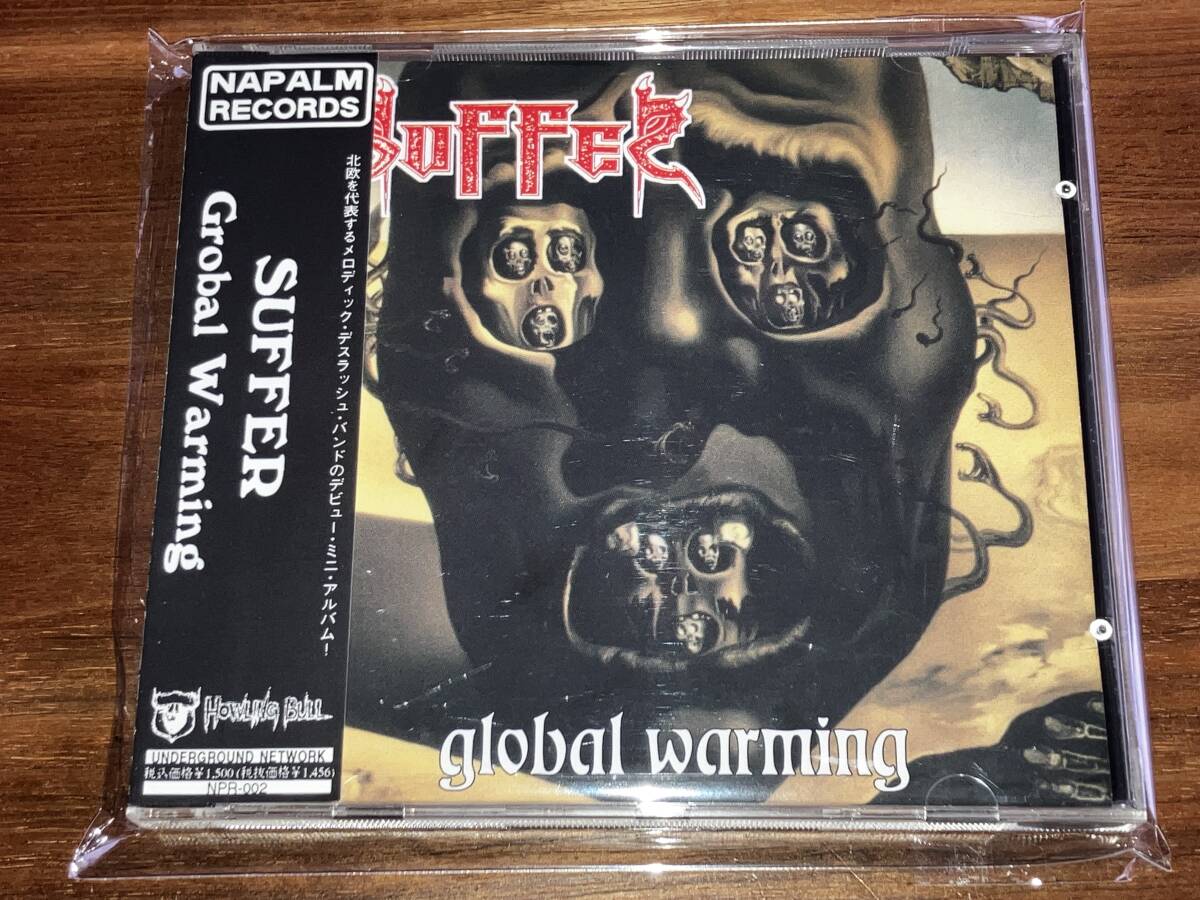 NAPALM
RECORDS
SUFFER
Grobal Warming
北欧を代表するメロディック・デスラッシュ・バンドのデビュー・ミニ・アルバム!
HOWLING BULL
UNDERGROUND NETWORK
税込価格¥1,500(税抜価格¥1,456)
NPR-002
Suffer
global warming